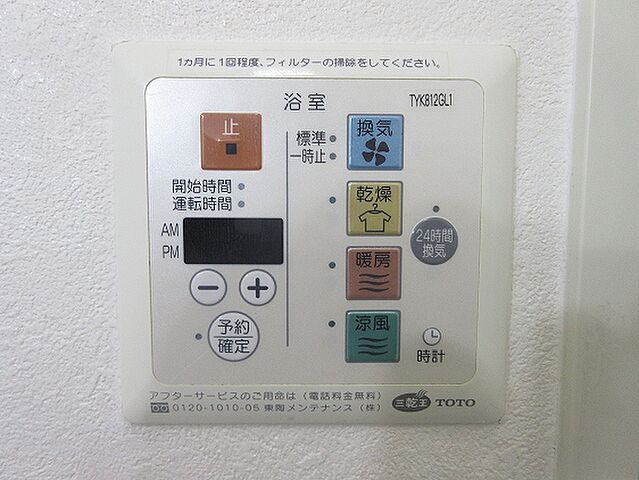 1ヵ月に1回程度、フィルターの掃除をしてください。
浴室
TYK812GL1
止
標準
一時止
換気
開始時間
運転時間
乾燥
AM
PM
24時間
換気
暖房
− +
予約
確定
涼風
時計
アフターサービスのご用命は(電話料金無料)
0120-1010-05 東陶メンテナンス(株)
三乾王
TOTO